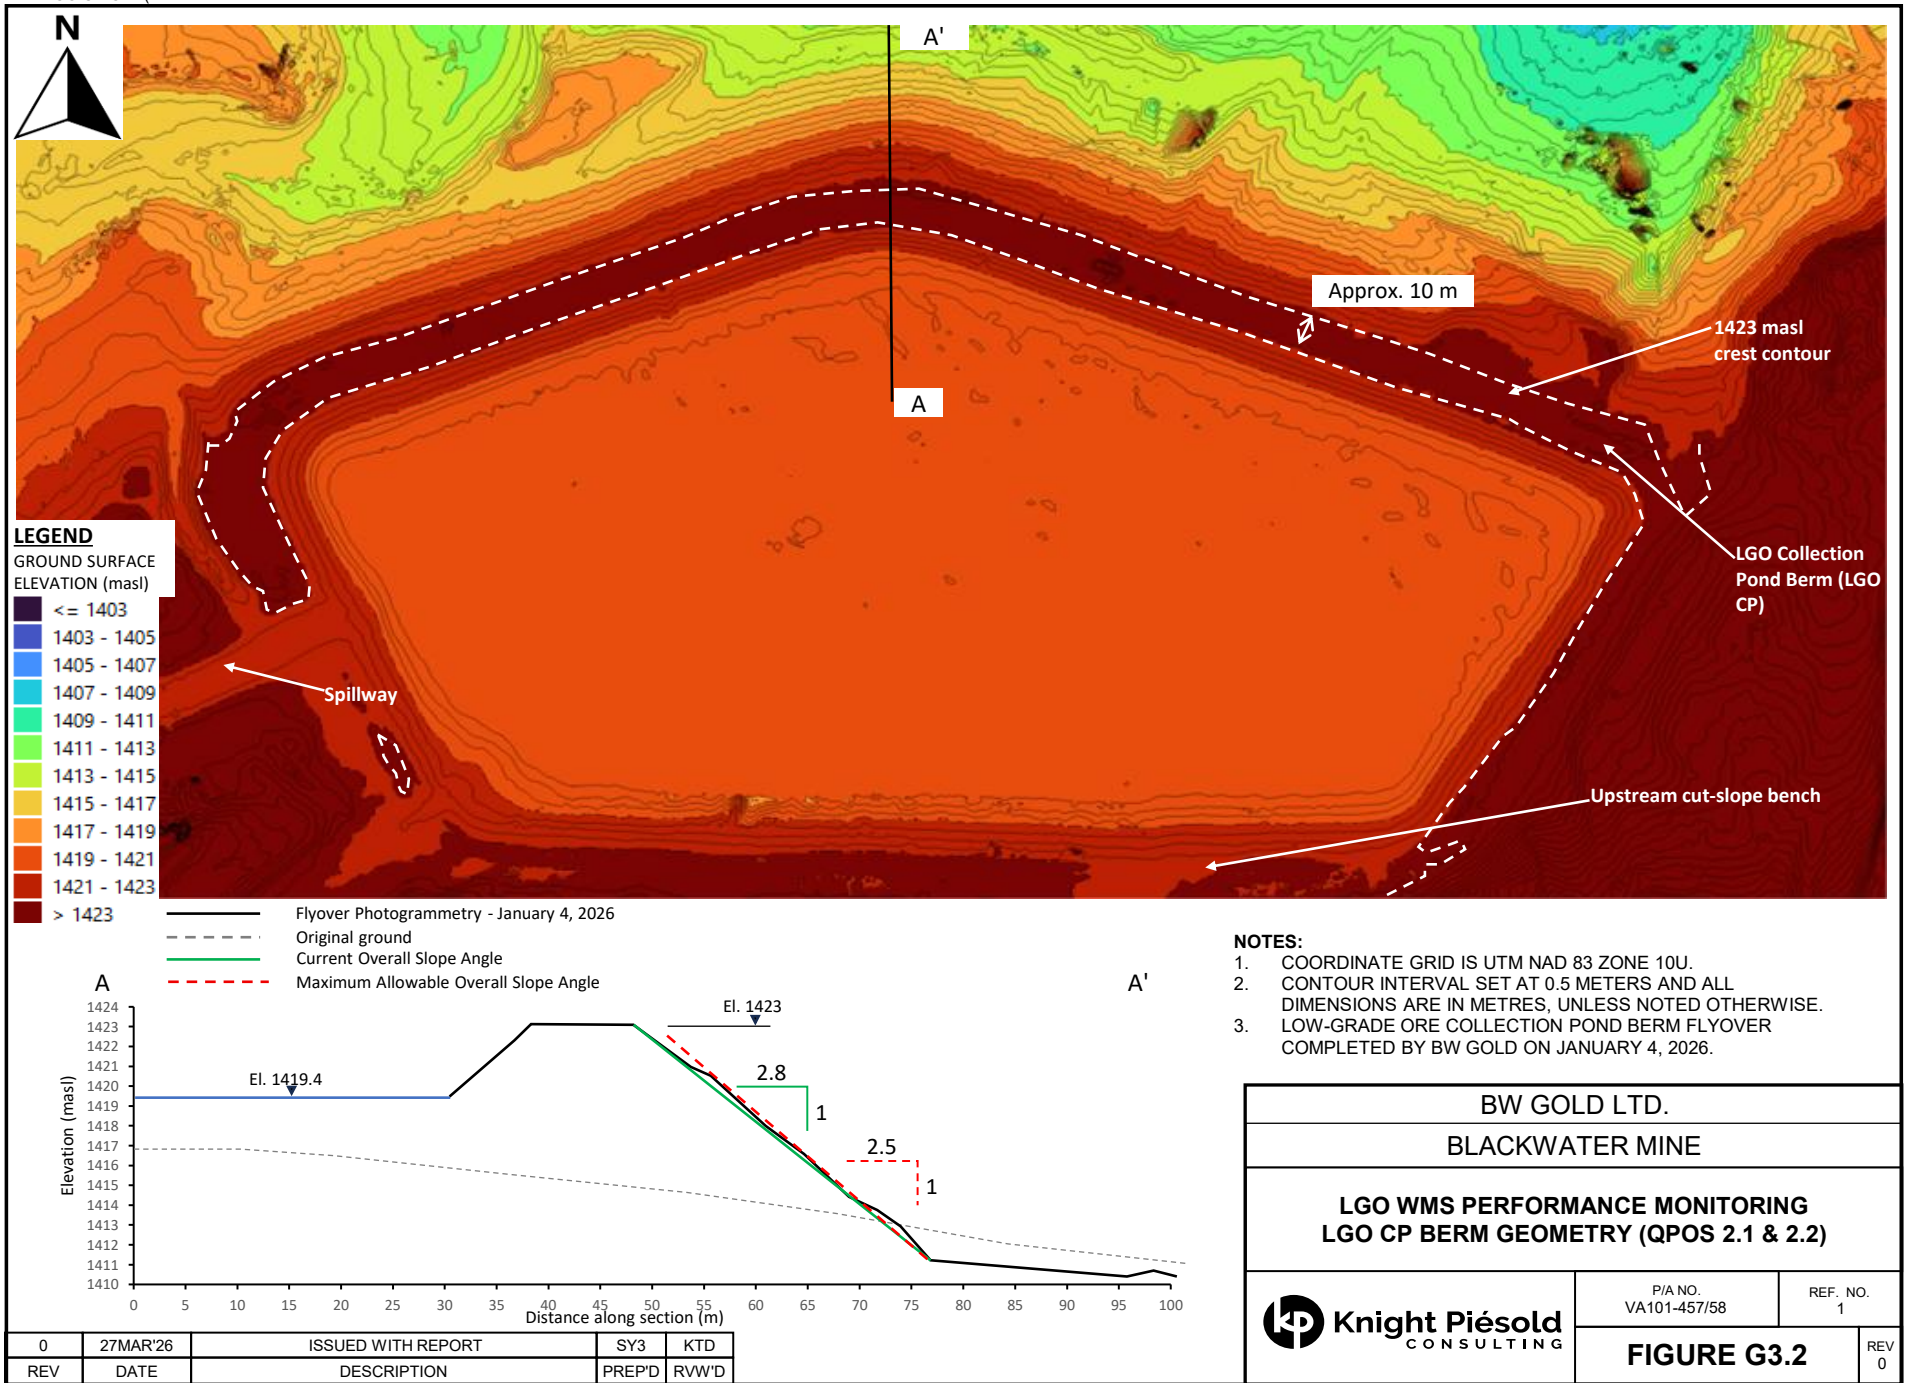 N
A'
Approx. 10 m
1423 masl
crest contour
A
LGO Collection
Pond Berm (LGO
CP)
Spillway
Upstream cut-slope bench
LEGEND
GROUND SURFACE
ELEVATION (masl)
<= 1403
1403 - 1405
1405 - 1407
1407 - 1409
1409 - 1411
1411 - 1413
1413 - 1415
1415 - 1417
1417 - 1419
1419 - 1421
1421 - 1423
> 1423
Flyover Photogrammetry - January 4, 2026
Original ground
Current Overall Slope Angle
Maximum Allowable Overall Slope Angle
A
A'
Elevation (masl)
1424
1423
1422
1421
1420
1419
1418
1417
1416
1415
1414
1413
1412
1411
1410
El. 1419.4
El. 1423
2.8
1
2.5
1
0 5 10 15 20 25 30 35 40 45 50 55 60 65 70 75 80 85 90 95 100
Distance along section (m)
NOTES:
1. COORDINATE GRID IS UTM NAD 83 ZONE 10U.
2. CONTOUR INTERVAL SET AT 0.5 METERS AND ALL
DIMENSIONS ARE IN METRES, UNLESS NOTED OTHERWISE.
3. LOW-GRADE ORE COLLECTION POND BERM FLYOVER
COMPLETED BY BW GOLD ON JANUARY 4, 2026.
BW GOLD LTD.
BLACKWATER MINE
LGO WMS PERFORMANCE MONITORING
LGO CP BERM GEOMETRY (QPOS 2.1 & 2.2)
kp Knight Piésold
CONSULTING
P/A NO.
VA101-457/58
REF. NO.
1
FIGURE G3.2
REV
0
0 27MAR'26 ISSUED WITH REPORT SY3 KTD
REV DATE DESCRIPTION PREP'D RVW'D